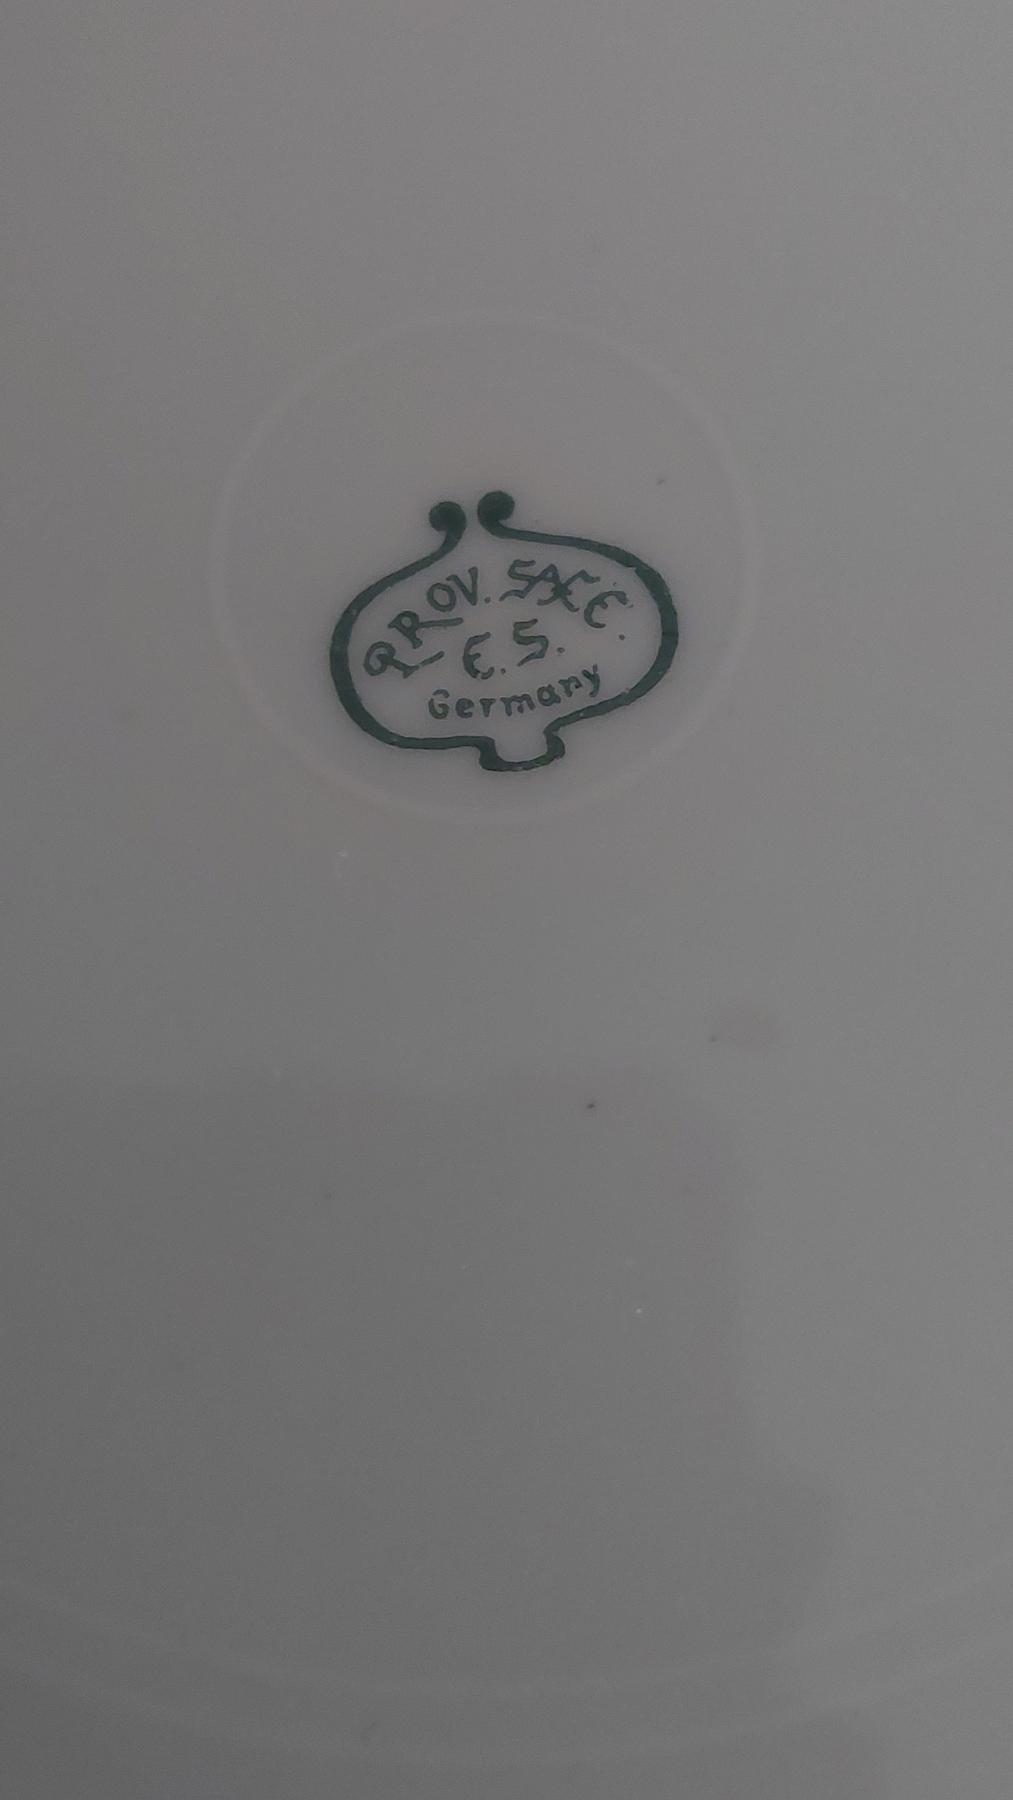 PROV. SAXE.
E.S.
Germany